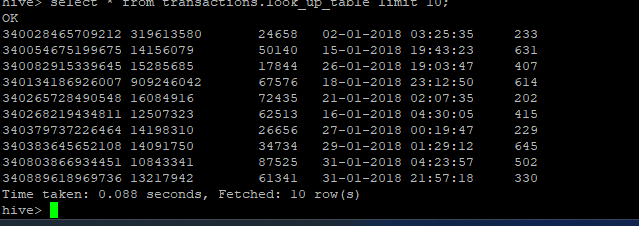 hive> select * from transactions.look_up_table limit 10;
OK
340028465709212 319613580 24658 02-01-2018 03:25:35 233
340054675199675 14156079 50140 15-01-2018 19:43:23 631
340082915339645 15285685 17844 26-01-2018 19:03:47 407
340134186926007 909246042 67576 18-01-2018 23:12:50 614
340265728490548 16084916 72435 21-01-2018 02:07:35 202
340268219434811 12507323 62513 16-01-2018 04:30:05 415
340379737226464 14198310 26656 27-01-2018 00:19:47 229
340383645652108 14091750 34734 29-01-2018 01:29:12 645
340803866934451 10843341 87525 31-01-2018 04:23:57 502
340889618969736 13217942 61341 31-01-2018 21:57:18 330
Time taken: 0.088 seconds, Fetched: 10 row(s)
hive>